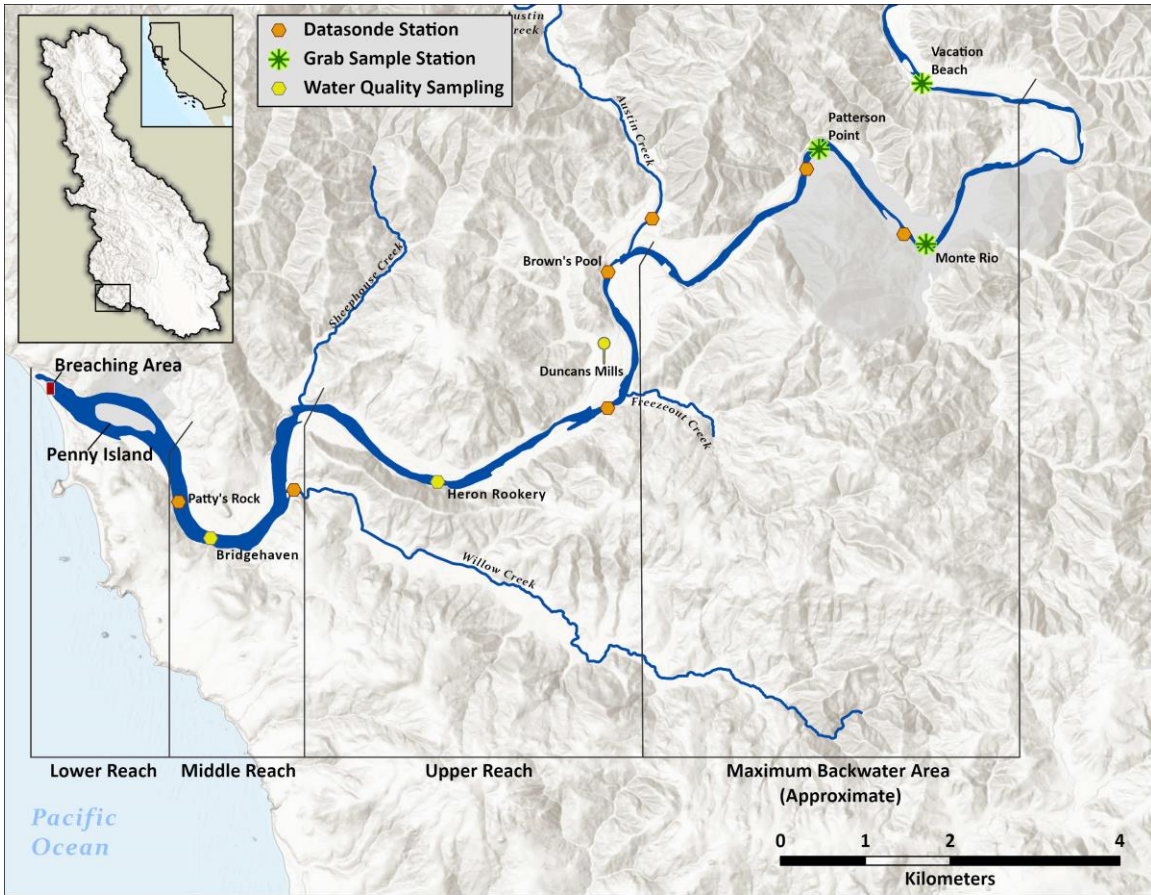 Datasonde Station
Grab Sample Station
Water Quality Sampling
Austin
Creek
Vacation
Beach
Austin Creek
Patterson
Point
Monte Rio
Brown's Pool
Sheephouse Creek
Duncans Mills
Freezeout Creek
Breaching Area
Penny Island
Patty's Rock
Bridgehaven
Heron Rookery
Willow Creek
Lower Reach
Middle Reach
Upper Reach
Maximum Backwater Area
(Approximate)
Pacific
Ocean
0 1 2 4
Kilometers